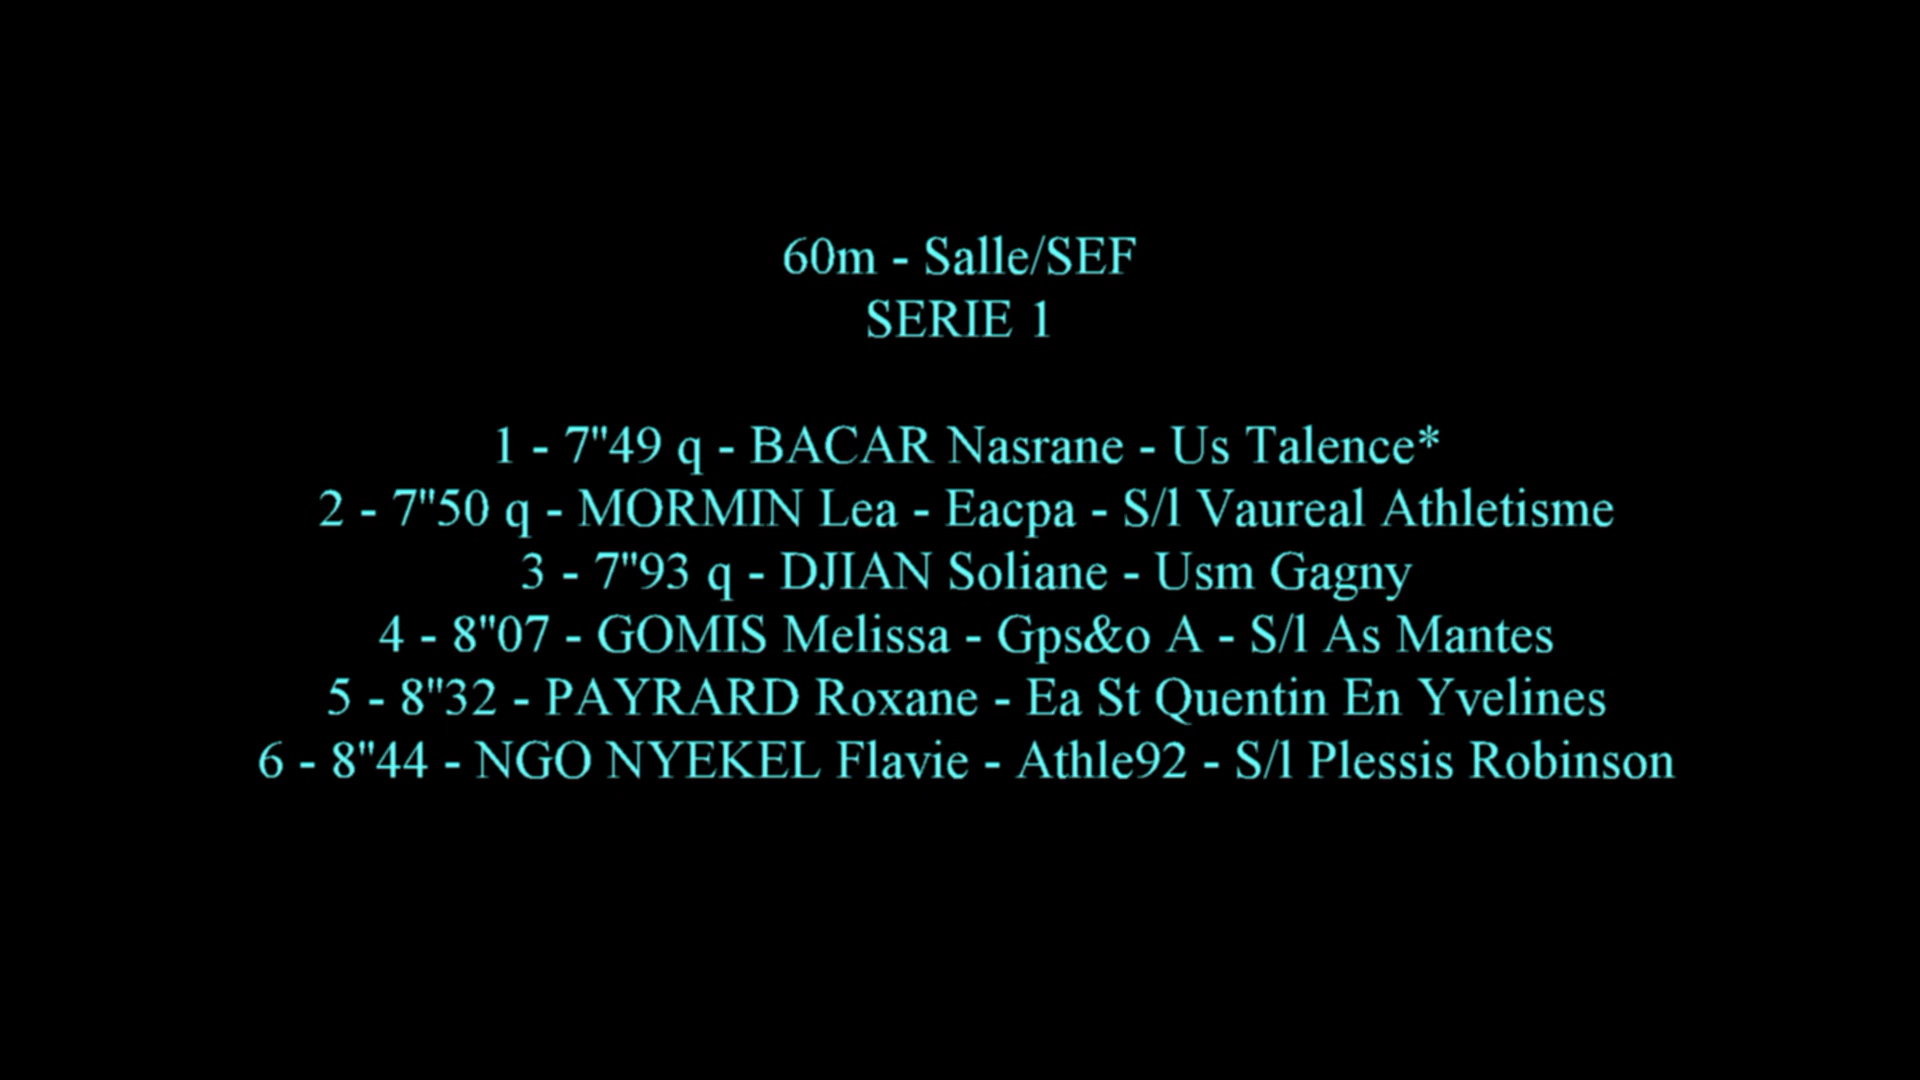 60m - Salle/SEF
SERIE 1
1 - 7"49 q - BACAR Nasrane - Us Talence*
2 - 7"50 q - MORMIN Lea - Eacpa - S/l Vaureal Athletisme
3 - 7"93 q - DJIAN Soliane - Usm Gagny
4 - 8"07 - GOMIS Melissa - Gps&o A - S/l As Mantes
5 - 8"32 - PAYRARD Roxane - Ea St Quentin En Yvelines
6 - 8"44 - NGO NYEKEL Flavie - Athle92 - S/l Plessis Robinson